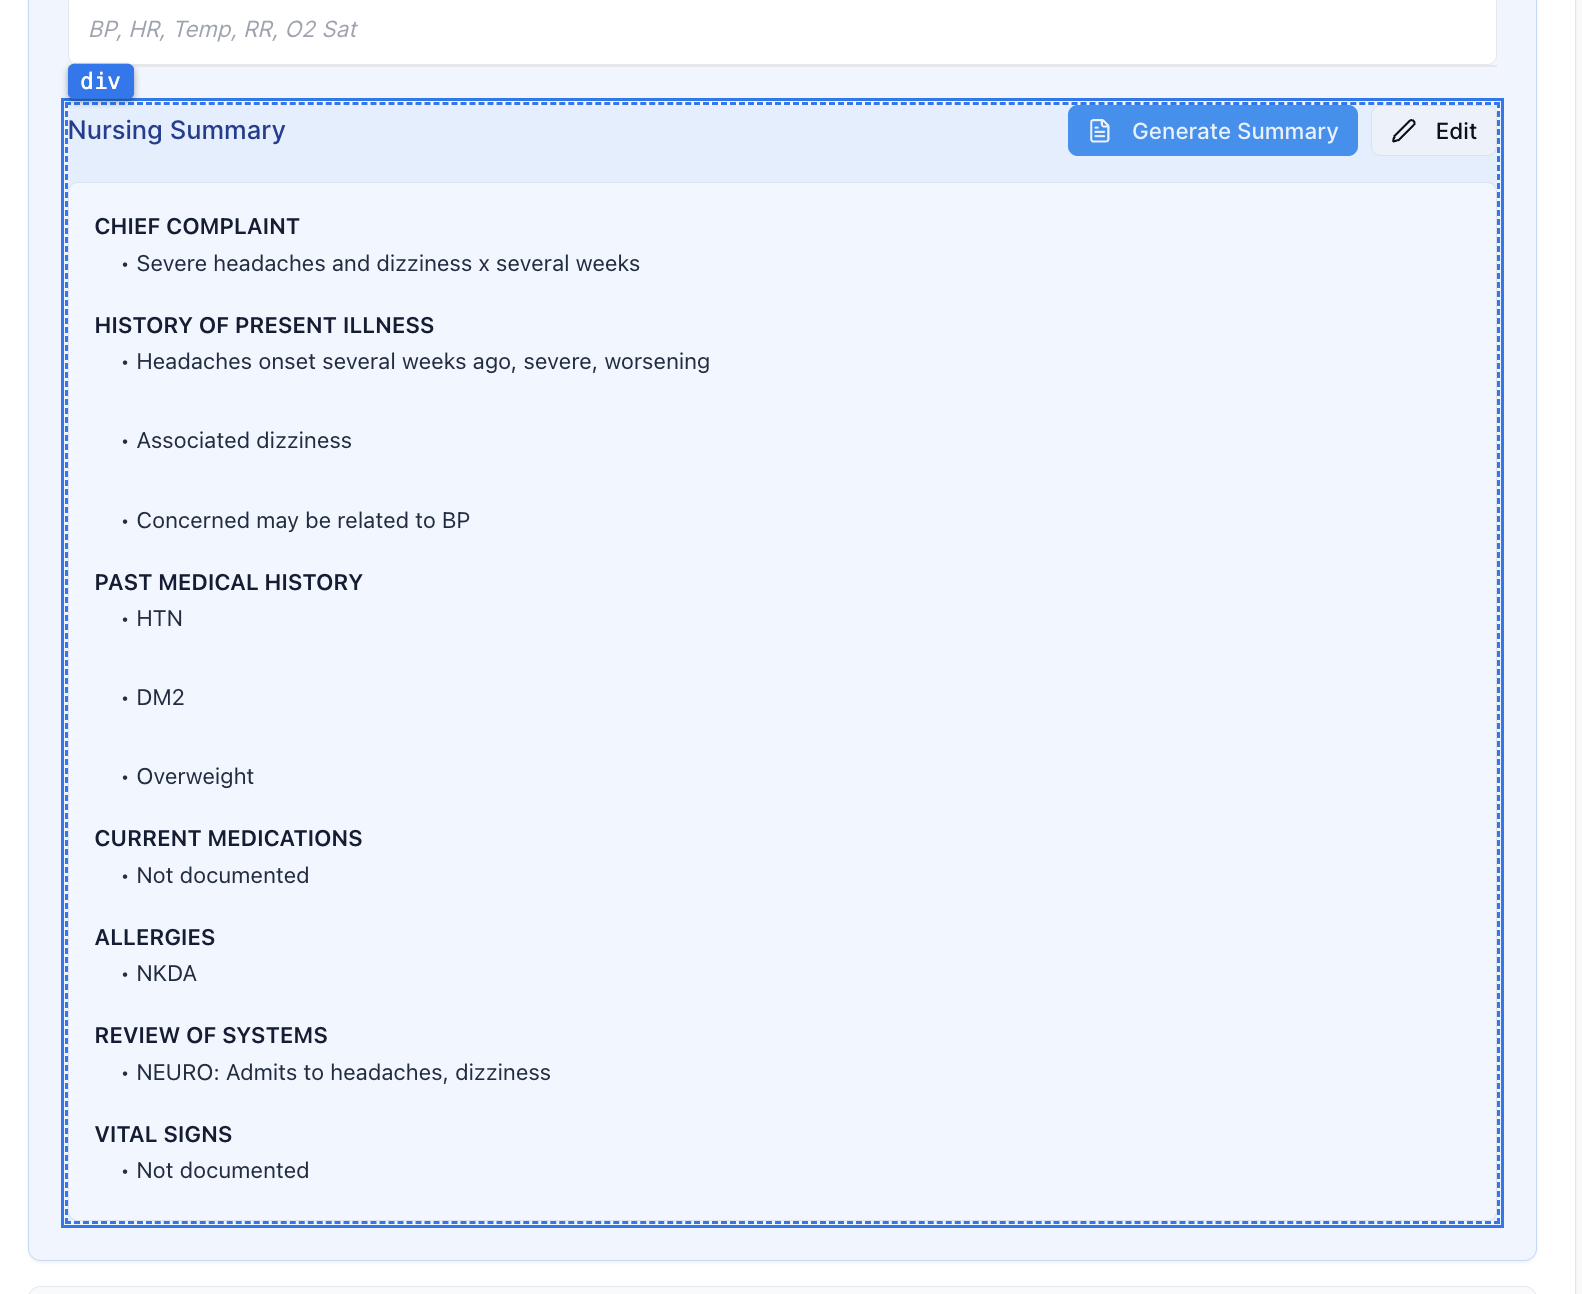 BP, HR, Temp, RR, O2 Sat
div
Nursing Summary
Generate Summary
Edit
CHIEF COMPLAINT
• Severe headaches and dizziness x several weeks
HISTORY OF PRESENT ILLNESS
• Headaches onset several weeks ago, severe, worsening
• Associated dizziness
• Concerned may be related to BP
PAST MEDICAL HISTORY
• HTN
• DM2
• Overweight
CURRENT MEDICATIONS
• Not documented
ALLERGIES
• NKDA
REVIEW OF SYSTEMS
• NEURO: Admits to headaches, dizziness
VITAL SIGNS
• Not documented